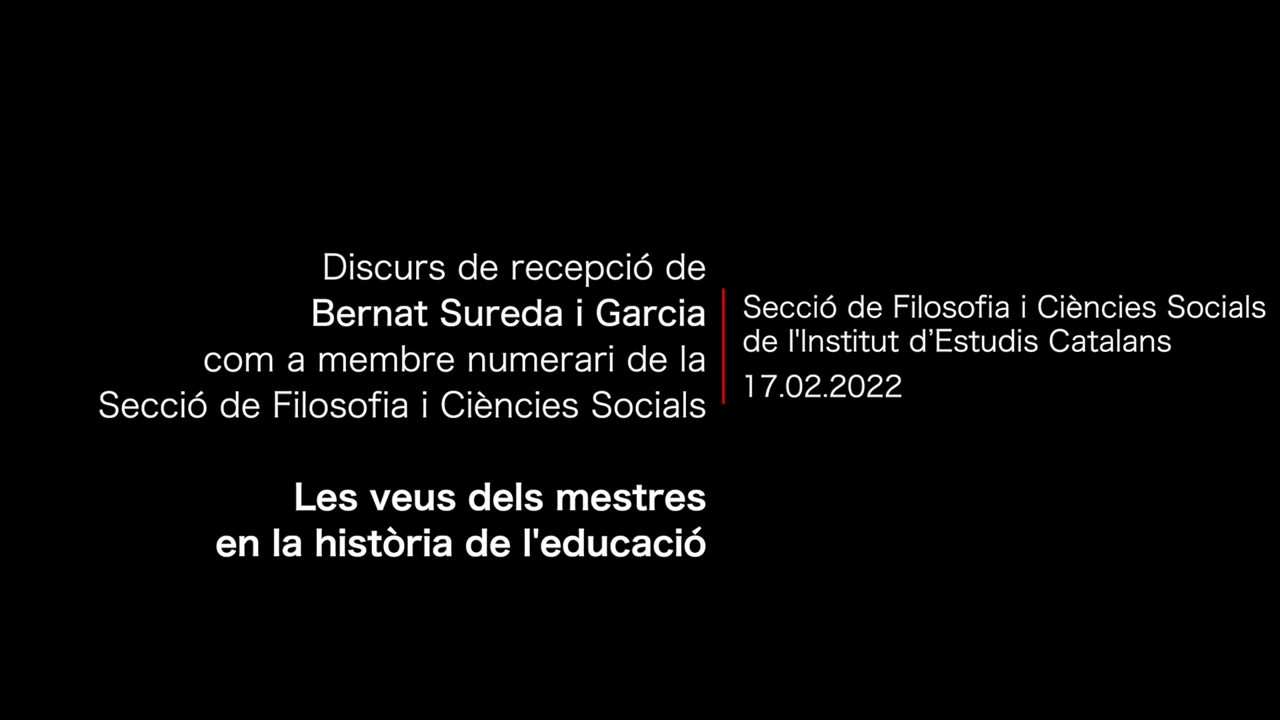 Discurs de recepció de
Bernat Sureda i Garcia
com a membre numerari de la
Secció de Filosofia i Ciències Socials
Les veus dels mestres
en la història de l'educació
Secció de Filosofia i Ciències Socials
de l'Institut d’Estudis Catalans
17.02.2022